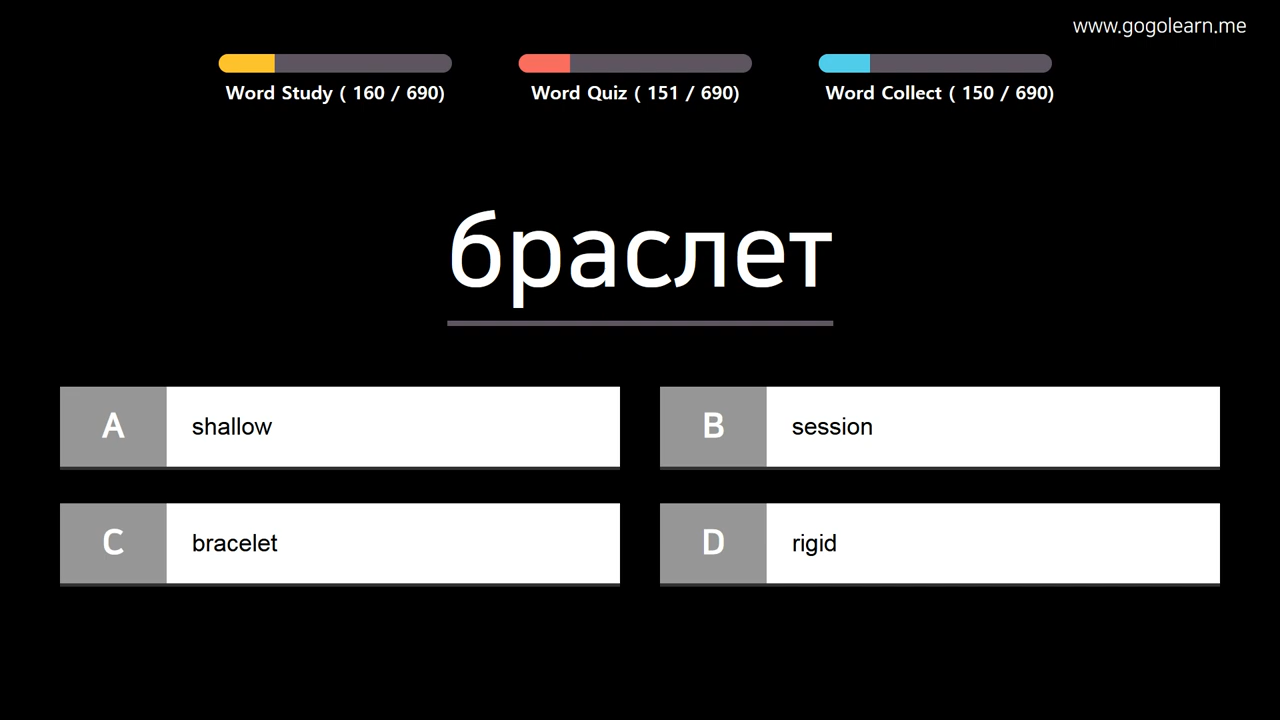 www.gogolearn.me
Word Study ( 160 / 690)
Word Quiz ( 151 / 690)
Word Collect ( 150 / 690)
браслет
A shallow
B session
C bracelet
D rigid